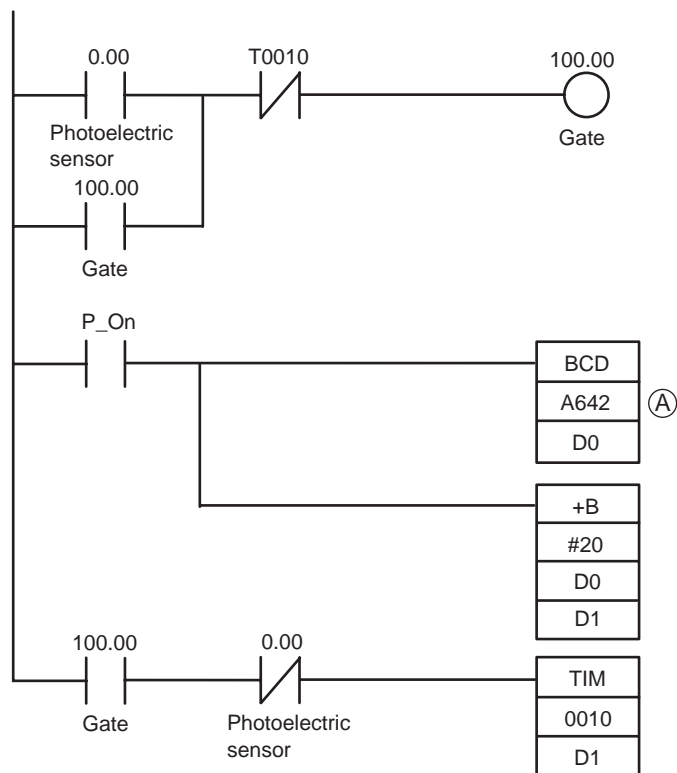 0.00
T0010
100.00
Photoelectric
sensor
Gate
100.00
Gate
P_On
BCD
A642
A
D0
+B
#20
D0
D1
100.00
0.00
TIM
Gate
Photoelectric
sensor
0010
D1